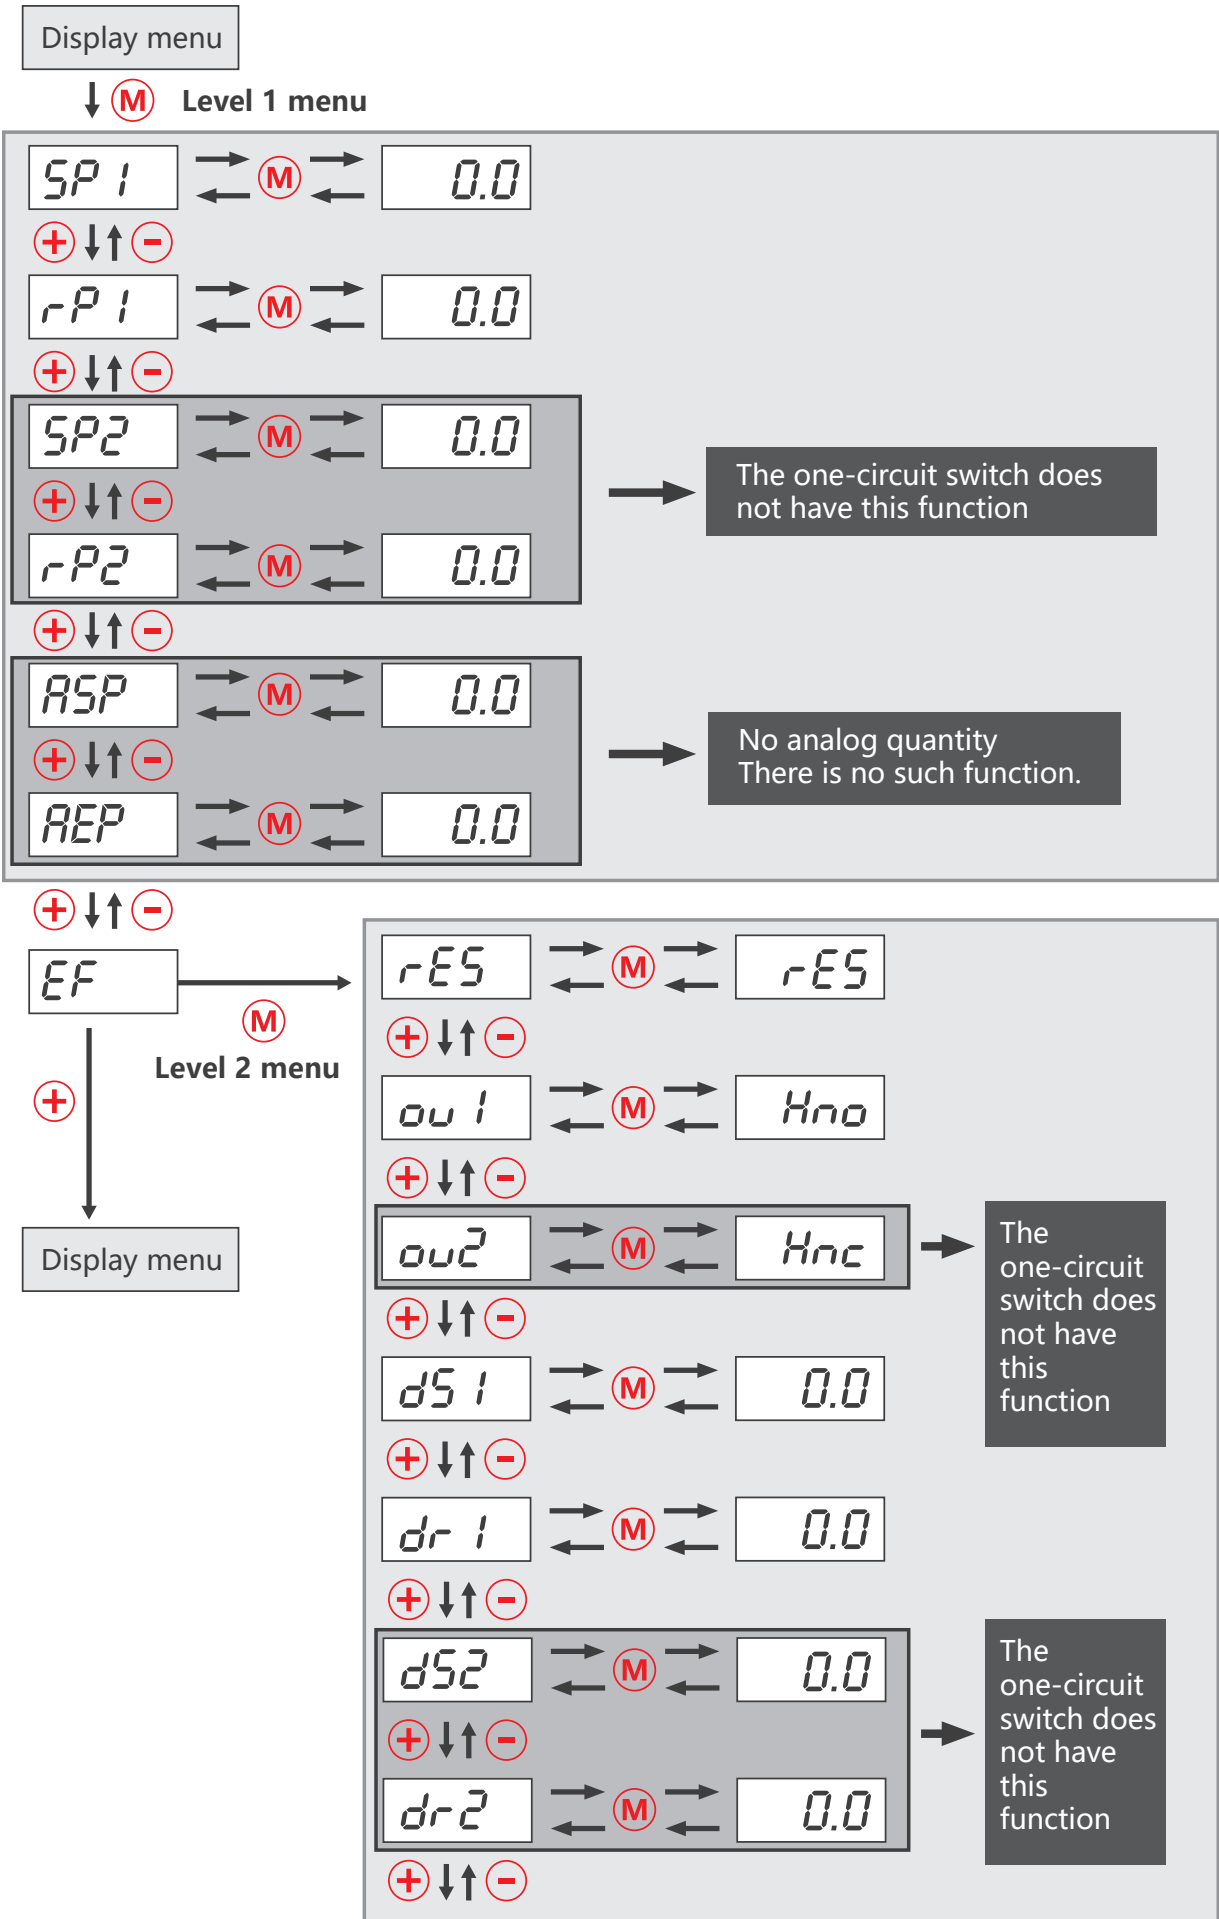 Display menu
M Level 1 menu
SP1 M 0.0
+ -
rP1 M 0.0
+ -
SP2 M 0.0
+ -
The one-circuit switch does
not have this function
rP2 M 0.0
+ -
ASP M 0.0
+ -
No analog quantity
There is no such function.
AEP M 0.0
+ -
EF
M
Level 2 menu
+
Display menu
rES M rES
+ -
ou1 M Hno
+ -
ou2 M Hnc
The
one-circuit
switch does
not have
this
function
+ -
dS1 M 0.0
+ -
dr1 M 0.0
+ -
dS2 M 0.0
+ -
dr2 M 0.0
The
one-circuit
switch does
not have
this
function
+ -